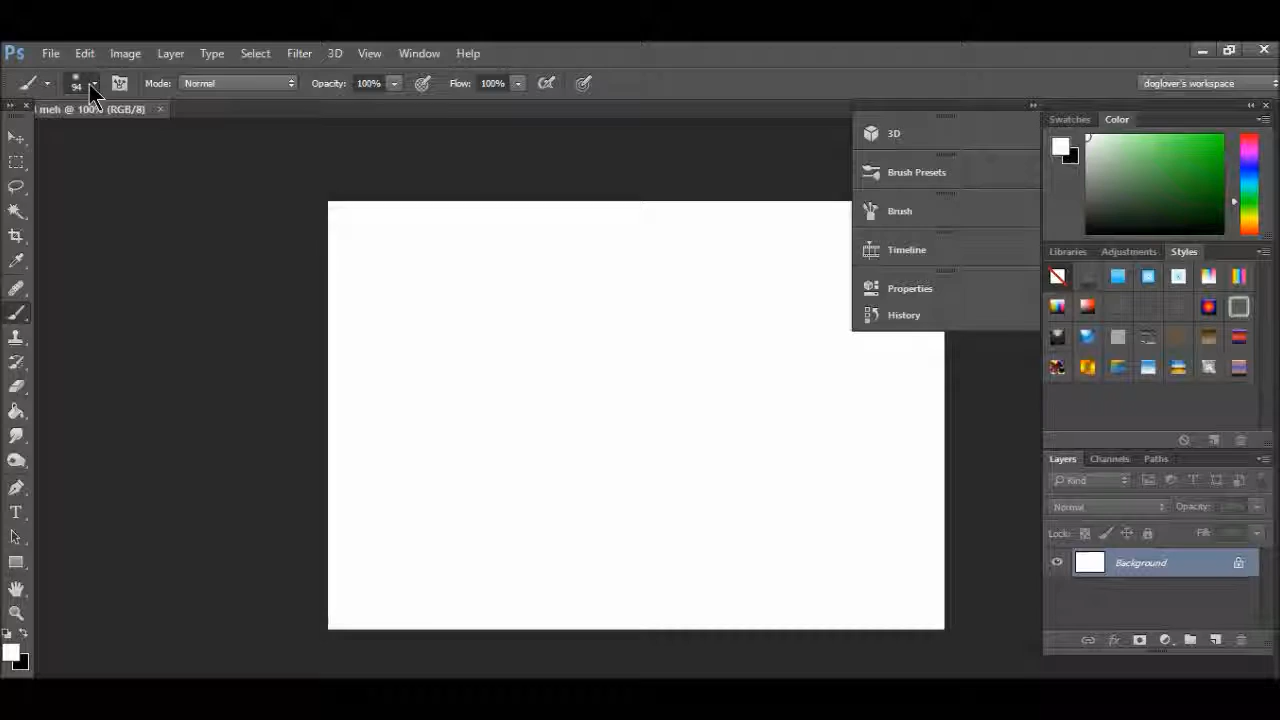 Ps File Edit Image Layer Type Select Filter 3D View Window Help
94 Mode: Normal Opacity: 100% Flow: 100% doglover's workspace
meh @ 100% (RGB/8) ×
Swatches Color
3D
Brush Presets
Brush
Timeline
Properties
History
Libraries Adjustments Styles
Layers Channels Paths
Kind
Normal Opacity:
Lock: Fill:
Background
T